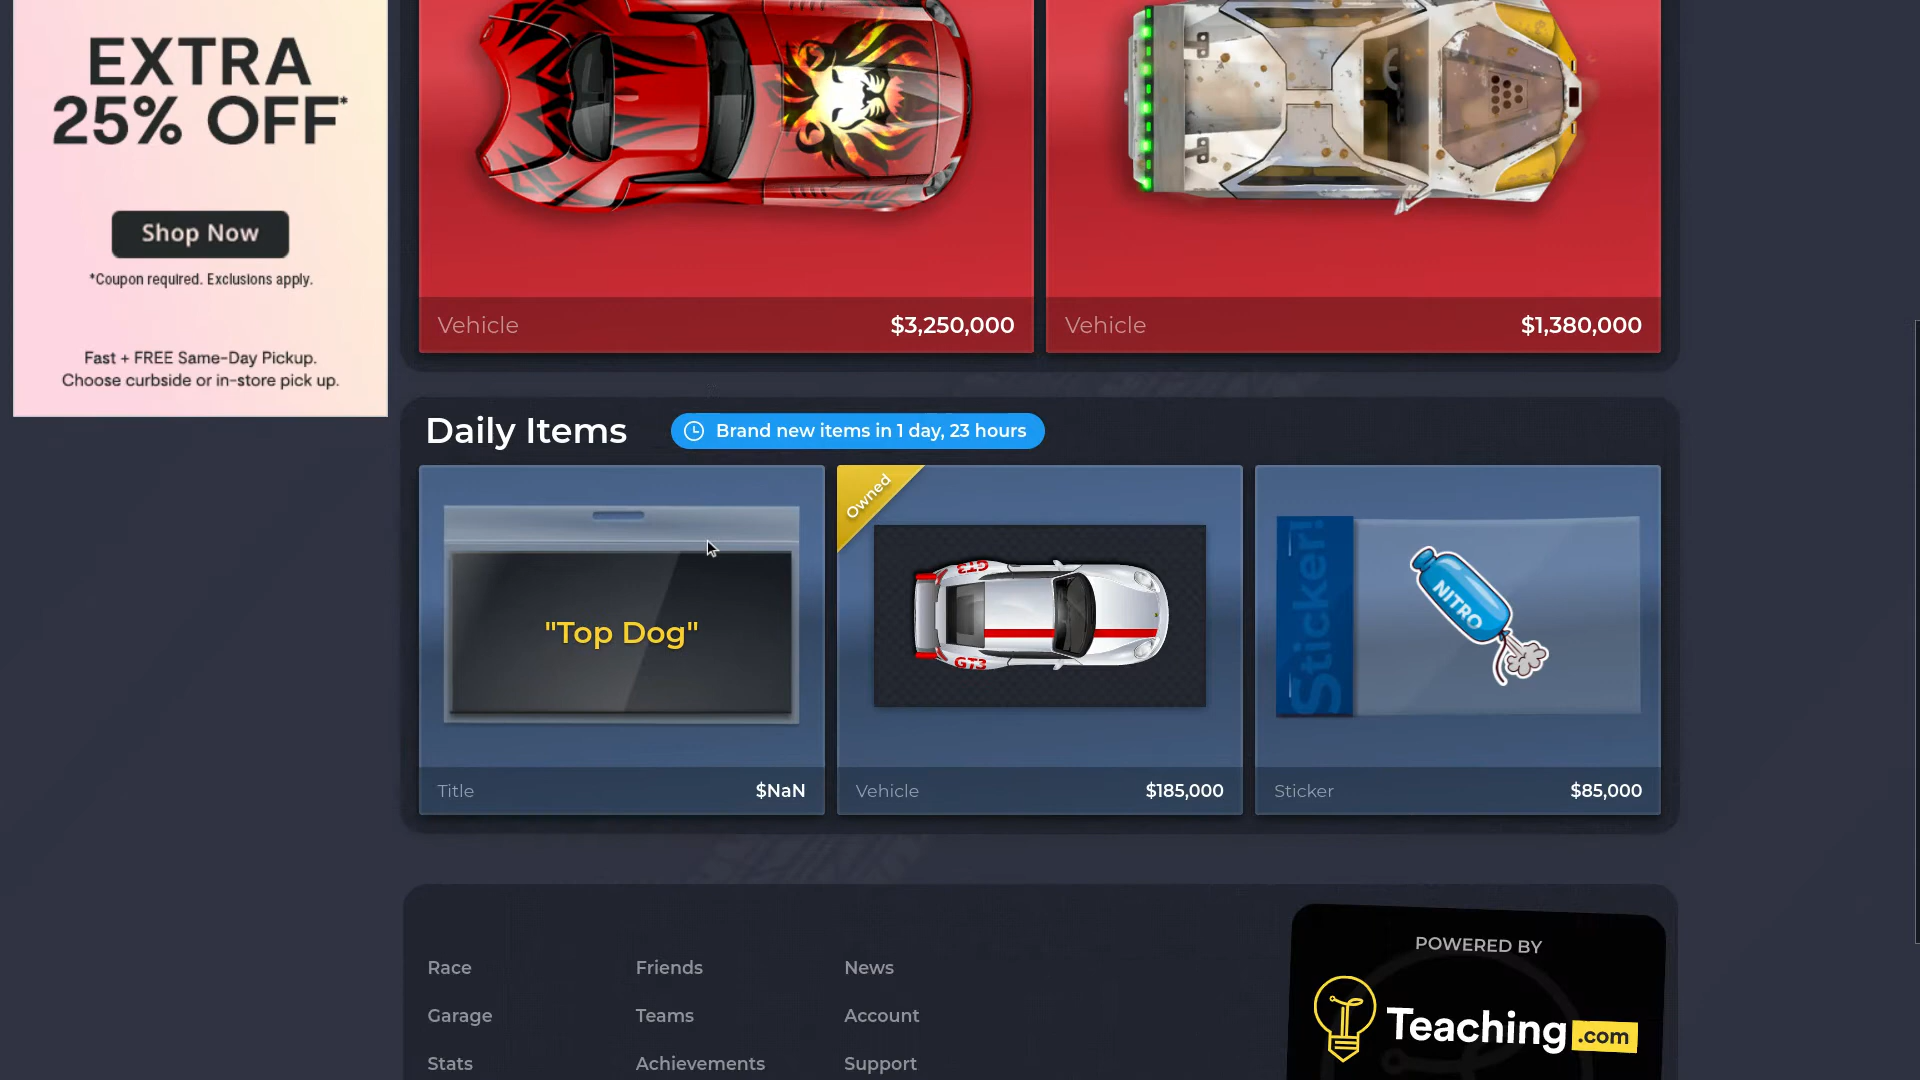 EXTRA
25% OFF*
Shop Now
*Coupon required. Exclusions apply.
Fast + FREE Same-Day Pickup.
Choose curbside or in-store pick up.
Vehicle
$3,250,000
Vehicle
$1,380,000
Daily Items
Brand new items in 1 day, 23 hours
"Top Dog"
Title
$NaN
Owned
GT3
GT3
Vehicle
$185,000
Sticker!
NITRO
Sticker
$85,000
Race
Friends
News
Garage
Teams
Account
Stats
Achievements
Support
POWERED BY
Teaching.com